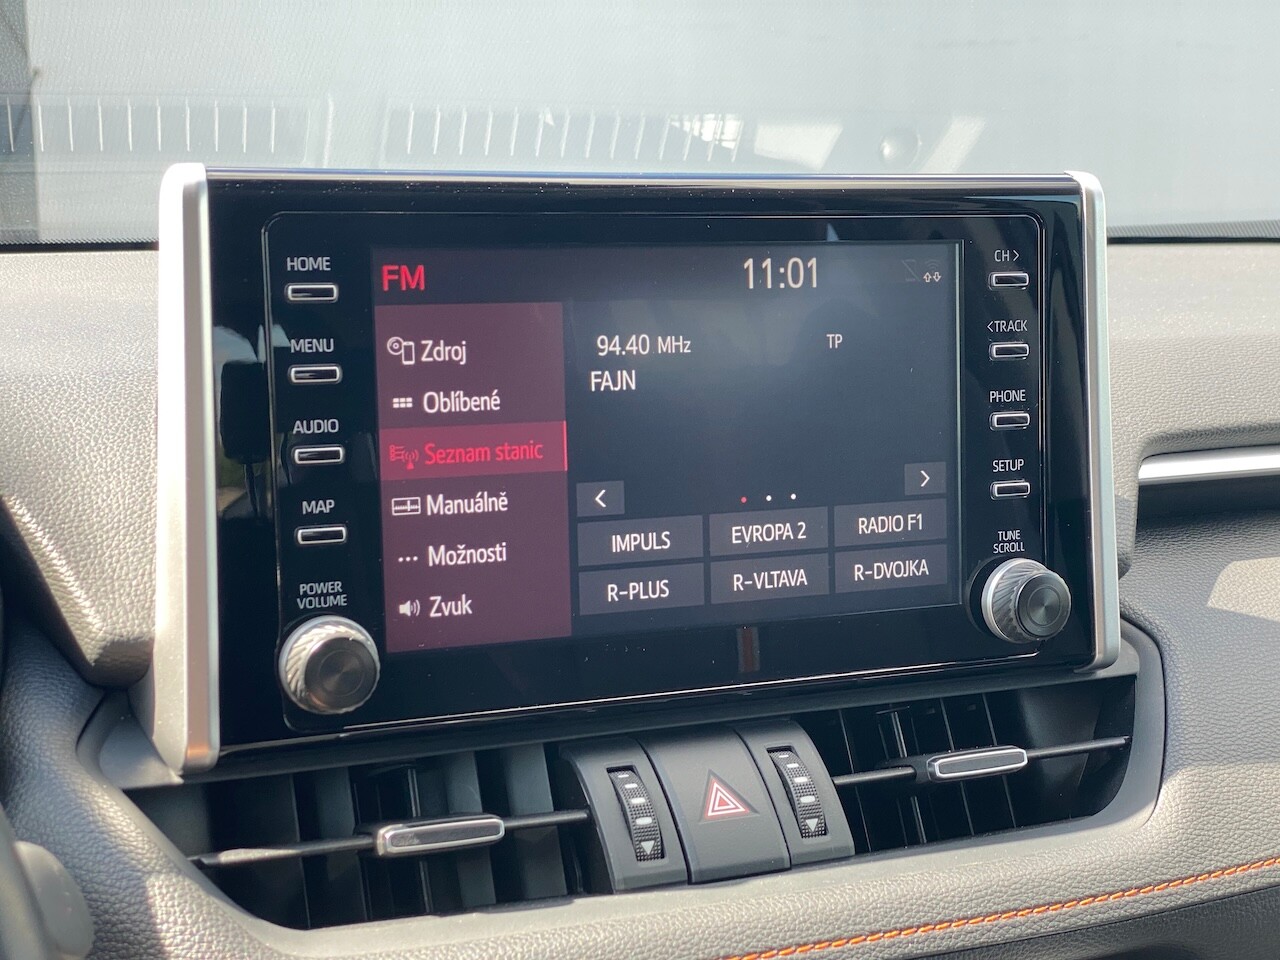 HOME
MENU
AUDIO
MAP
POWER
VOLUME
FM
11:01
Zdroj
Oblíbené
Seznam stanic
Manuálně
Možnosti
Zvuk
94.40 MHz
TP
FAJN
IMPULS
EVROPA 2
RADIO F1
R-PLUS
R-VLTAVA
R-DVOJKA
CH >
<TRACK
PHONE
SETUP
TUNE
SCROLL